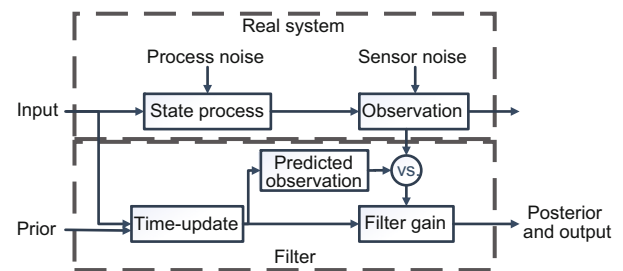 Real system
Process noise
Sensor noise
Input
State process
Observation
Predicted
observation
vs.
Prior
Time-update
Filter gain
Posterior
and output
Filter